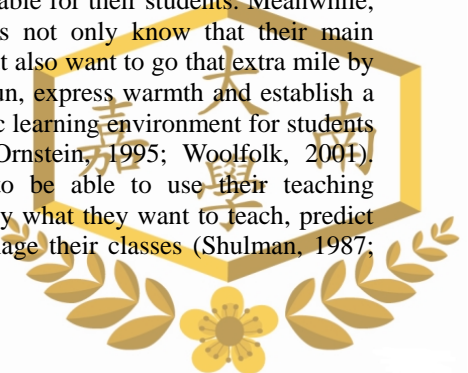 able for their students. Meanwhile,
s not only know that their main
t also want to go that extra mile by
un, express warmth and establish a
c learning environment for students
Ornstein, 1995; Woolfolk, 2001).
o be able to use their teaching
y what they want to teach, predict
age their classes (Shulman, 1987;
大
嘉 南
學